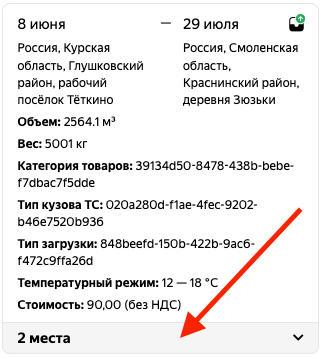 8 июня — 29 июля
Россия, Курская область, Глушковский район, рабочий посёлок Тёткино
Россия, Смоленская область, Краснинский район, деревня Зюзьки
Объем: 2564.1 м³
Вес: 5001 кг
Категория товаров: 39134d50-8478-438b-bebe-
f7dbac7f5dde
Тип кузова ТС: 020a280d-f1ae-4fec-9202-
b46e7520b936
Тип загрузки: 848beefd-150b-422b-9ac6-
f472c9ffa26d
Температурный режим: 12 — 18 °C
Стоимость: 90,00 (без НДС)
2 места